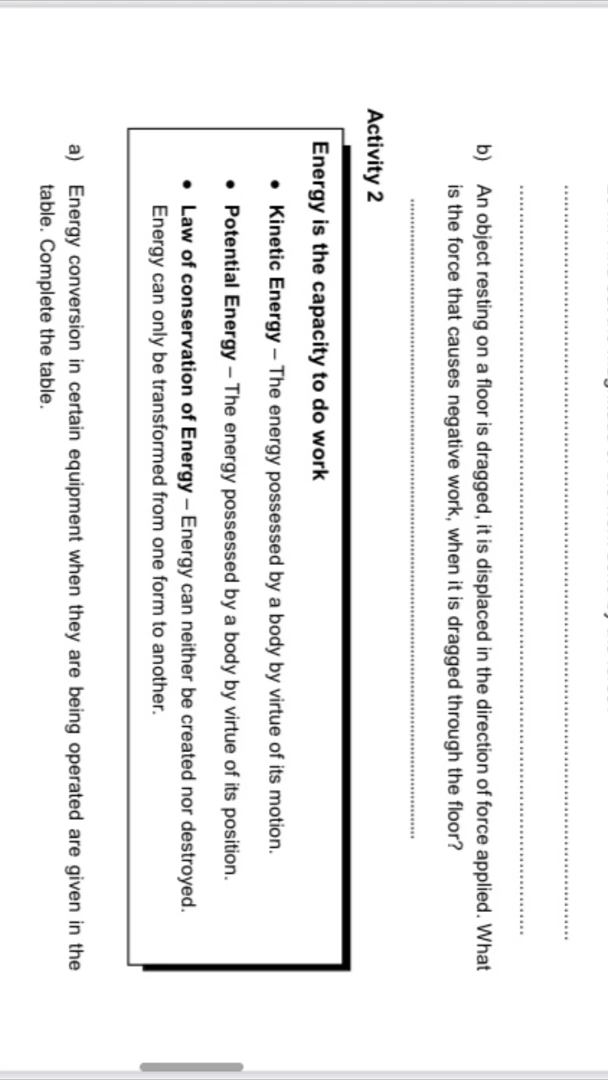 b) An object resting on a floor is dragged, it is displaced in the direction of force applied. What
is the force that causes negative work, when it is dragged through the floor?
Activity 2
Energy is the capacity to do work
• Kinetic Energy – The energy possessed by a body by virtue of its motion.
• Potential Energy – The energy possessed by a body by virtue of its position.
• Law of conservation of Energy – Energy can neither be created nor destroyed.
Energy can only be transformed from one form to another.
a) Energy conversion in certain equipment when they are being operated are given in the
table. Complete the table.